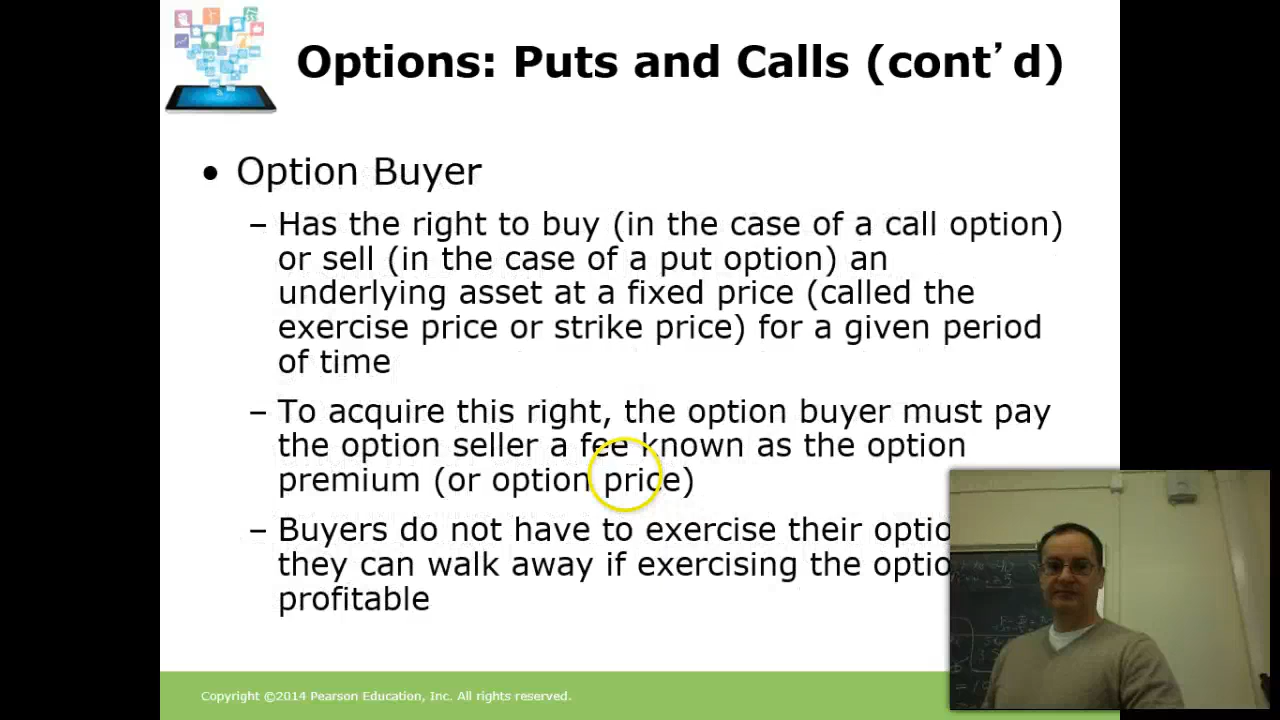 Options: Puts and Calls (cont’d)
• Option Buyer
– Has the right to buy (in the case of a call option)
or sell (in the case of a put option) an
underlying asset at a fixed price (called the
exercise price or strike price) for a given period
of time
– To acquire this right, the option buyer must pay
the option seller a fee known as the option
premium (or option price)
– Buyers do not have to exercise their optio
they can walk away if exercising the optio
profitable
Copyright ©2014 Pearson Education, Inc. All rights reserved.